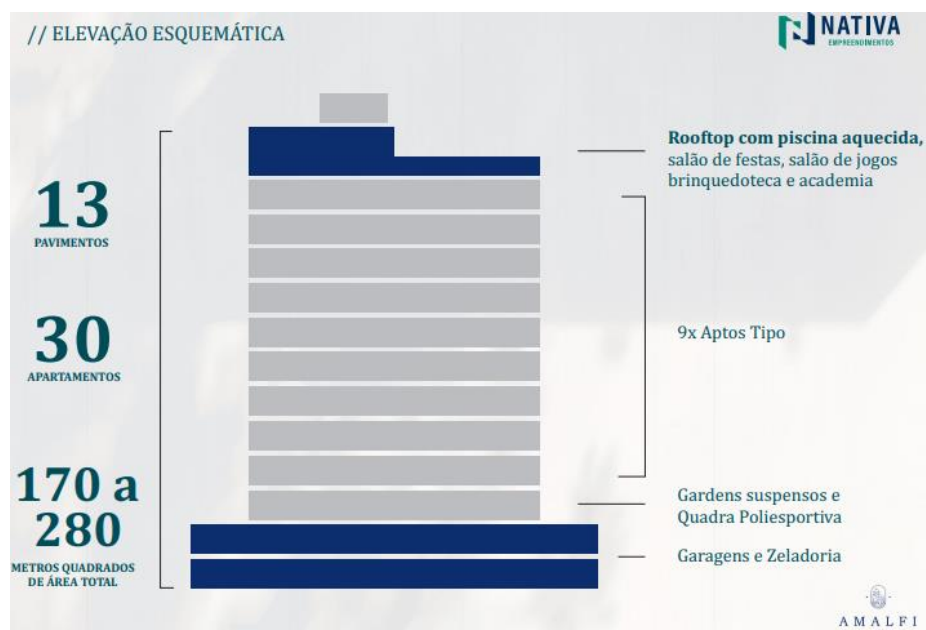 // ELEVAÇÃO ESQUEMÁTICA
NATIVA
EMPREENDIMENTOS
13
PAVIMENTOS
30
APARTAMENTOS
170 a
280
METROS QUADRADOS
DE ÁREA TOTAL
Rooftop com piscina aquecida,
salão de festas, salão de jogos
brinquedoteca e academia
9x Aptos Tipo
Gardens suspensos e
Quadra Poliesportiva
Garagens e Zeladoria
AMALFI